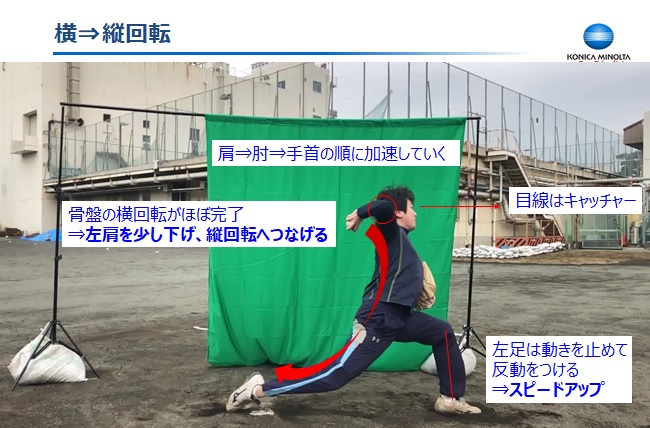 横⇒縦回転
KONICA MINOLTA
肩⇒肘⇒手首の順に加速していく
目線はキャッチャー
骨盤の横回転がほぼ完了
⇒左肩を少し下げ、縦回転へつなげる
左足は動きを止めて
反動をつける
⇒スピードアップ